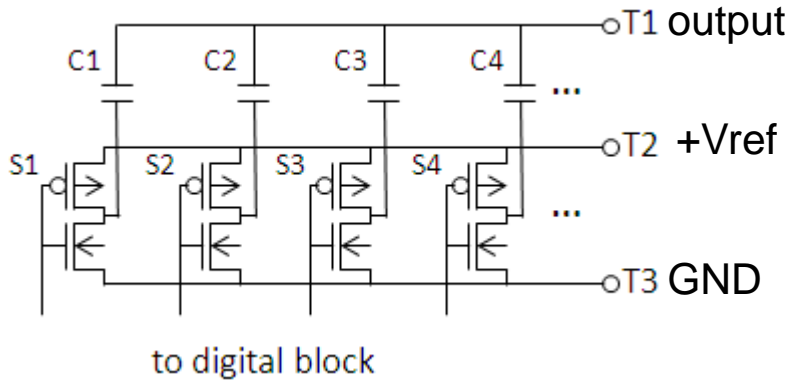 T1 output
C1 C2 C3 C4
...
T2 +Vref
S1 S2 S3 S4
...
T3 GND
to digital block